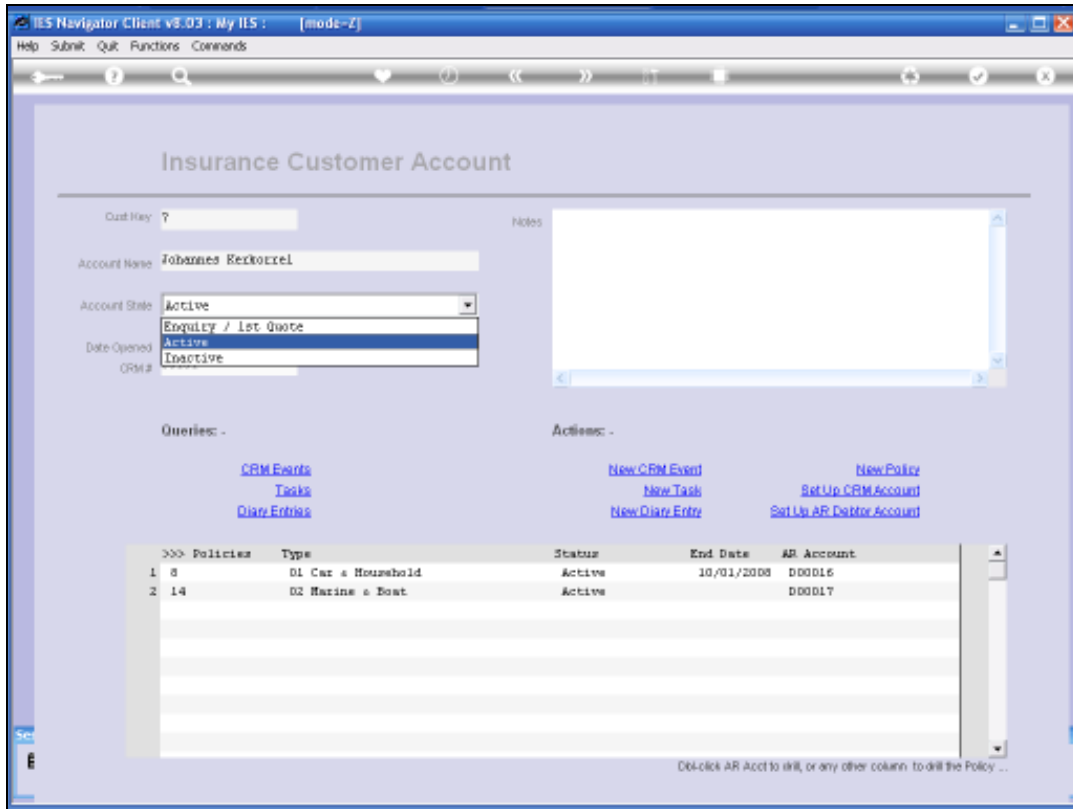 IES Navigator Client v8.03 : My IES : [mode=Z]
Help Submit Quit Functions Commands
Insurance Customer Account
Cust Key ?
Notes
Account Name Johannes Kerkorrel
Account State Active
Enquiry / 1st Quote
Active
Inactive
Date Opened
CRM #
Queries: - Actions: -
CRM Events New CRM Event New Policy
Tasks New Task Set Up CRM Account
Diary Entries New Diary Entry Set Up AR Debtor Account
>>> Policies Type Status End Date AR Account
1 8 01 Car & Household Active 10/01/2008 D00016
2 14 02 Marine & Boat Active D00017
Dbl-click AR Acct to drill, or any other column to drill the Policy ...